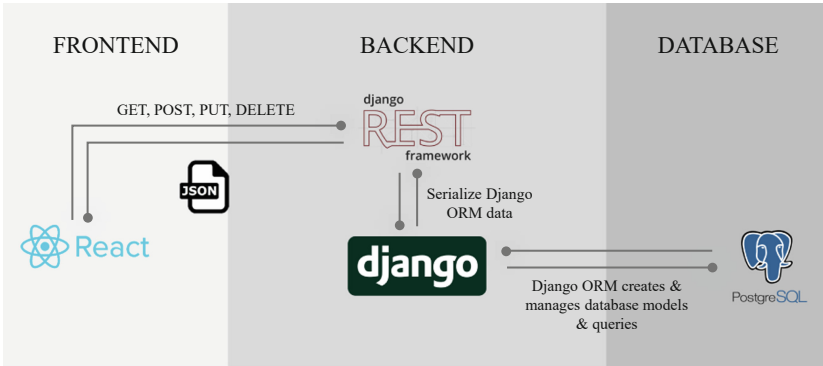 FRONTEND
BACKEND
DATABASE
GET, POST, PUT, DELETE
django
REST
framework
JSON
Serialize Django
ORM data
React
django
PostgreSQL
Django ORM creates &
manages database models
& queries